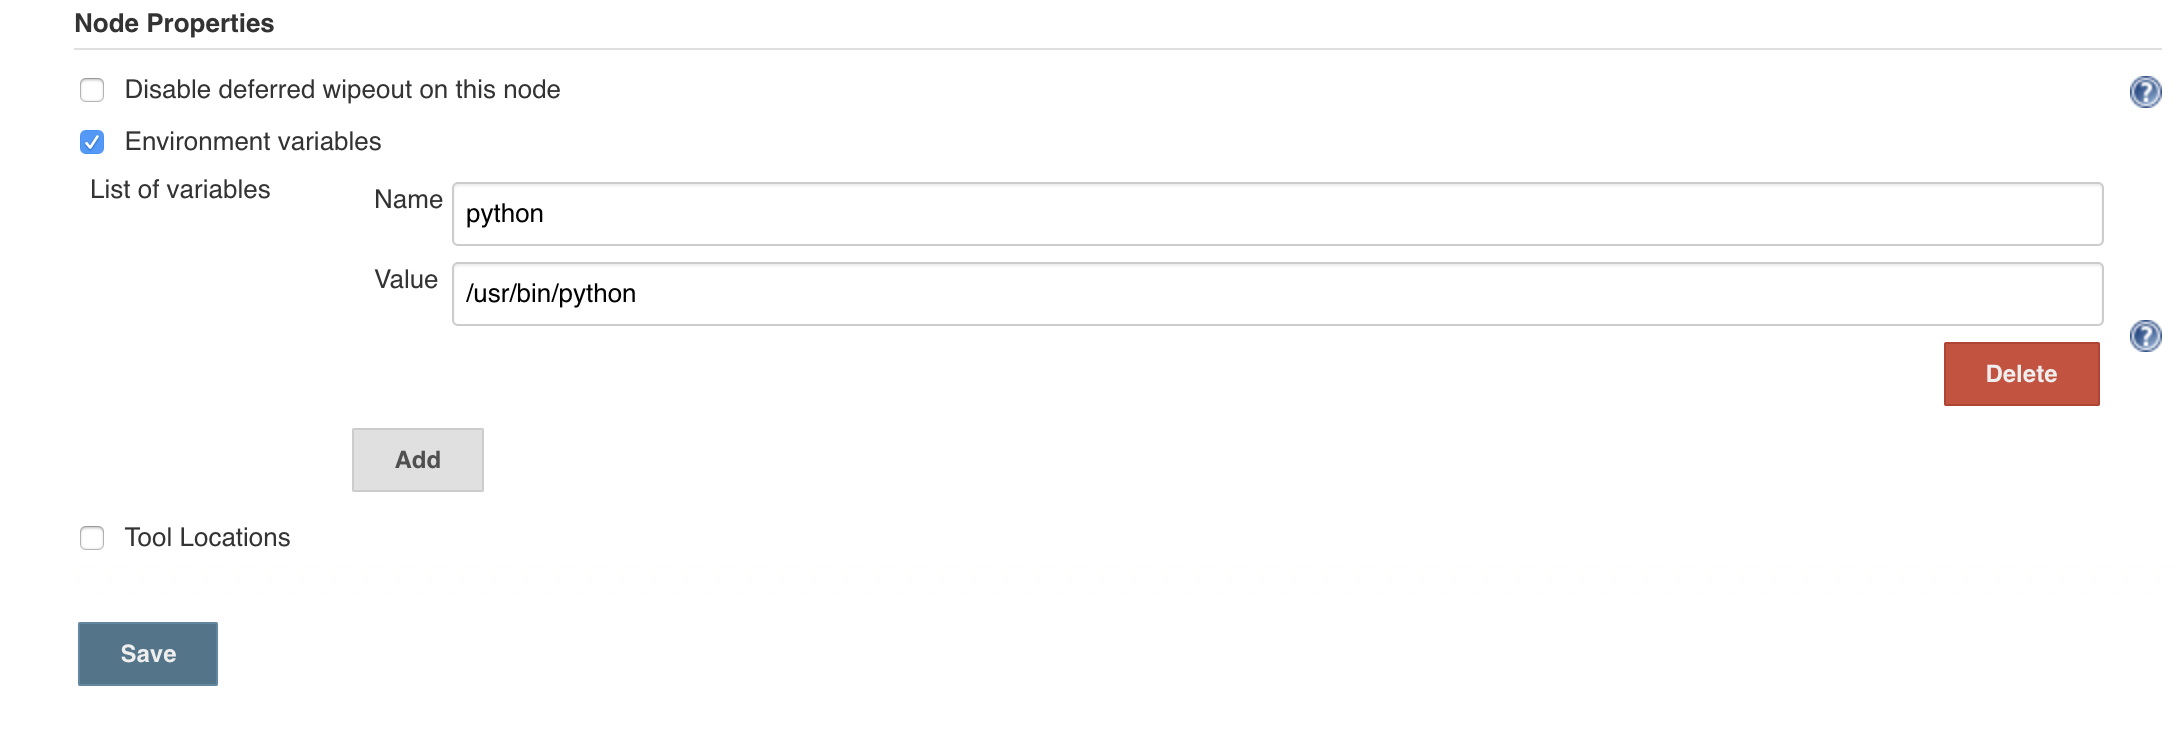 Node Properties
Disable deferred wipeout on this node
?
Environment variables
List of variables
Name
python
Value
/usr/bin/python
?
Delete
Add
Tool Locations
Save